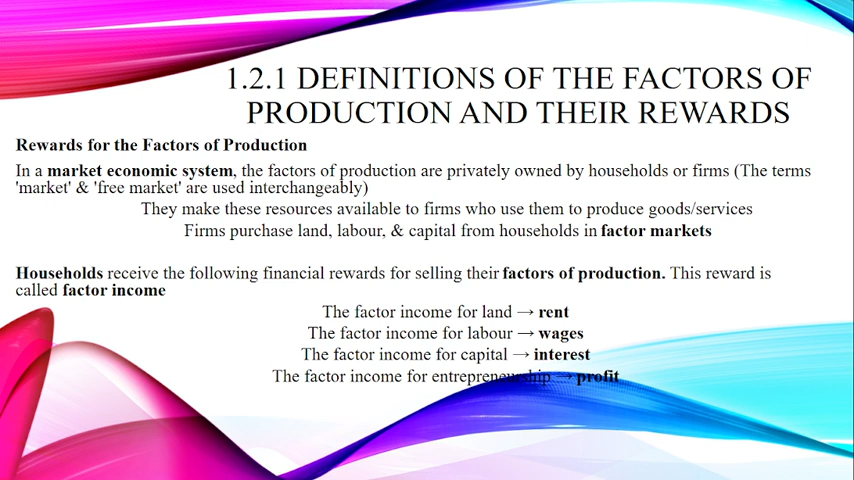 1.2.1 DEFINITIONS OF THE FACTORS OF
PRODUCTION AND THEIR REWARDS
Rewards for the Factors of Production
In a market economic system, the factors of production are privately owned by households or firms (The terms
'market' & 'free market' are used interchangeably)
They make these resources available to firms who use them to produce goods/services
Firms purchase land, labour, & capital from households in factor markets
Households receive the following financial rewards for selling their factors of production. This reward is
called factor income
The factor income for land → rent
The factor income for labour → wages
The factor income for capital → interest
The factor income for entrepreneurship → profit